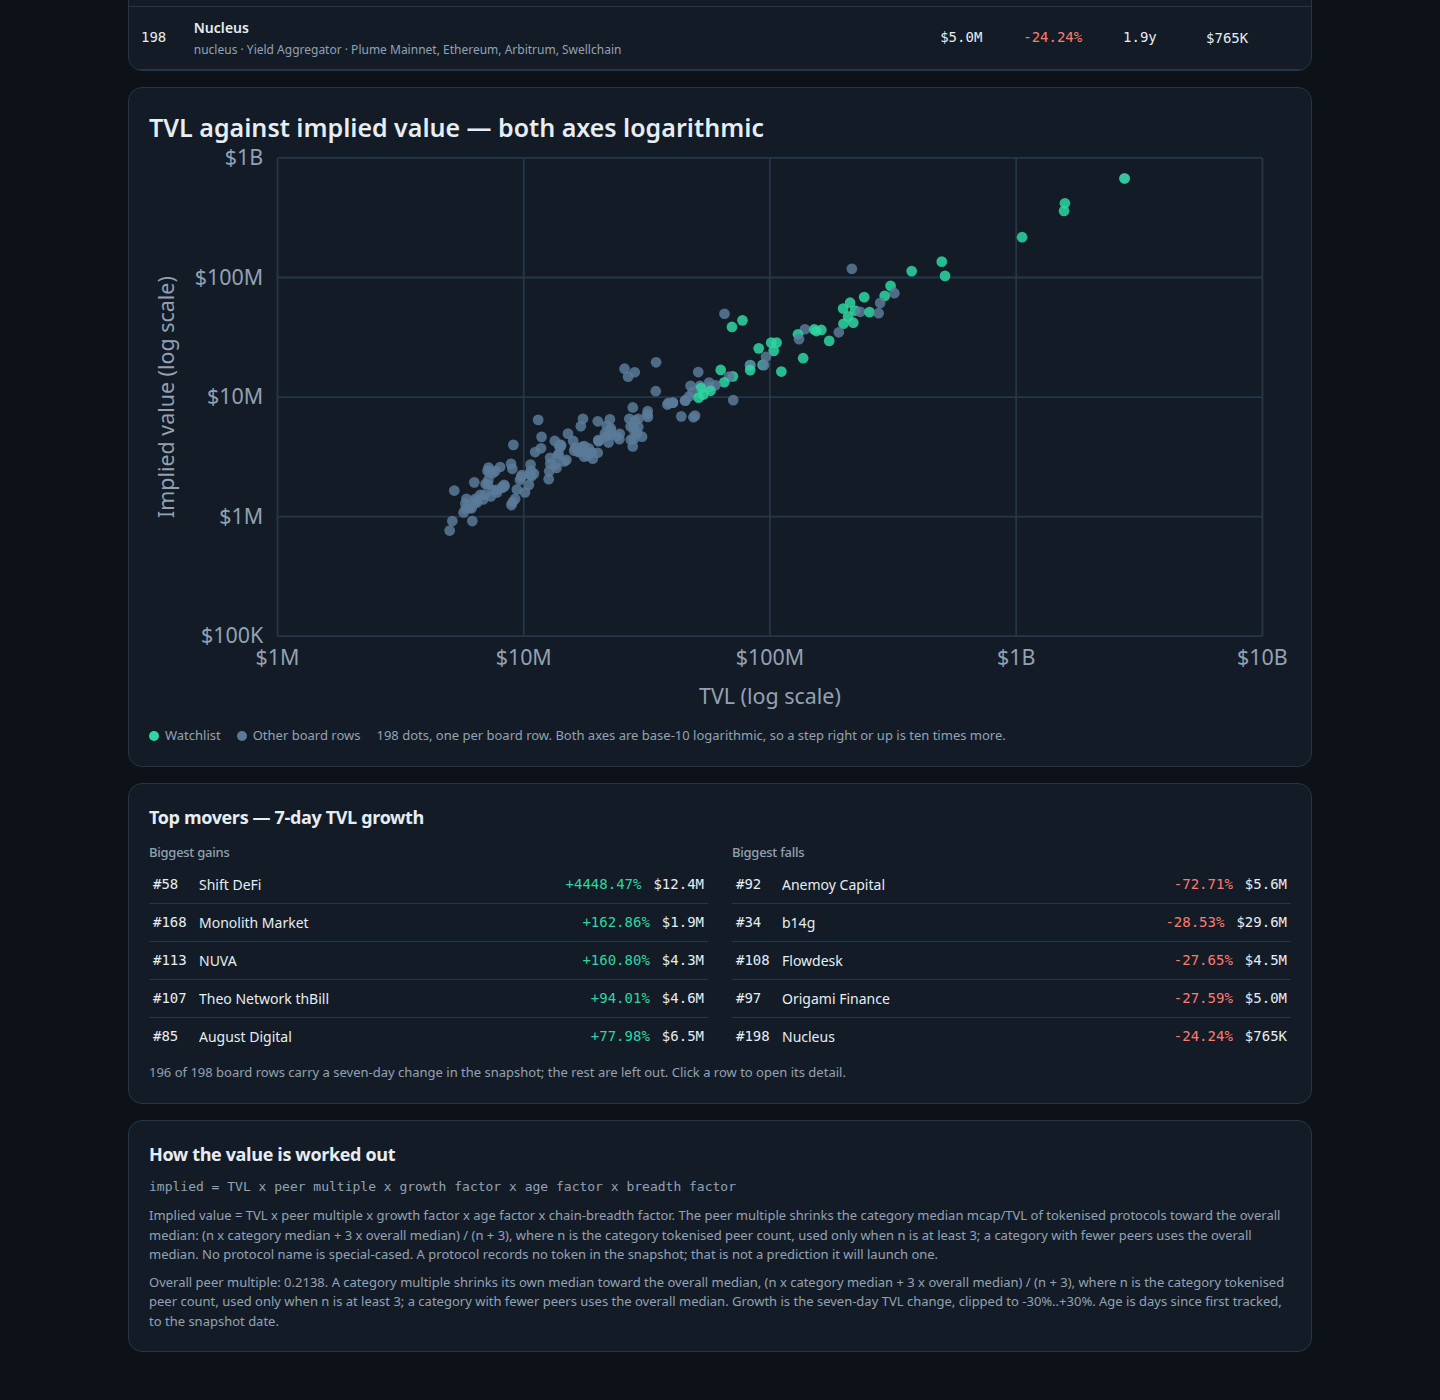 198 Nucleus $5.0M -24.24% 1.9y $765K
nucleus · Yield Aggregator · Plume Mainnet, Ethereum, Arbitrum, Swellchain
TVL against implied value — both axes logarithmic
$1B
$100M
$10M
$1M
$100K
Implied value (log scale)
$1M $10M $100M $1B $10B
TVL (log scale)
Watchlist Other board rows 198 dots, one per board row. Both axes are base-10 logarithmic, so a step right or up is ten times more.
Top movers — 7-day TVL growth
Biggest gains
#58 Shift DeFi +4448.47% $12.4M
#168 Monolith Market +162.86% $1.9M
#113 NUVA +160.80% $4.3M
#107 Theo Network thBill +94.01% $4.6M
#85 August Digital +77.98% $6.5M
Biggest falls
#92 Anemoy Capital -72.71% $5.6M
#34 b14g -28.53% $29.6M
#108 Flowdesk -27.65% $4.5M
#97 Origami Finance -27.59% $5.0M
#198 Nucleus -24.24% $765K
196 of 198 board rows carry a seven-day change in the snapshot; the rest are left out. Click a row to open its detail.
How the value is worked out
implied = TVL x peer multiple x growth factor x age factor x breadth factor
Implied value = TVL x peer multiple x growth factor x age factor x chain-breadth factor. The peer multiple shrinks the category median mcap/TVL of tokenised protocols toward the overall
median: (n x category median + 3 x overall median) / (n + 3), where n is the category tokenised peer count, used only when n is at least 3; a category with fewer peers uses the overall
median. No protocol name is special-cased. A protocol records no token in the snapshot; that is not a prediction it will launch one.
Overall peer multiple: 0.2138. A category multiple shrinks its own median toward the overall median, (n x category median + 3 x overall median) / (n + 3), where n is the category tokenised
peer count, used only when n is at least 3; a category with fewer peers uses the overall median. Growth is the seven-day TVL change, clipped to -30%..+30%. Age is days since first tracked,
to the snapshot date.